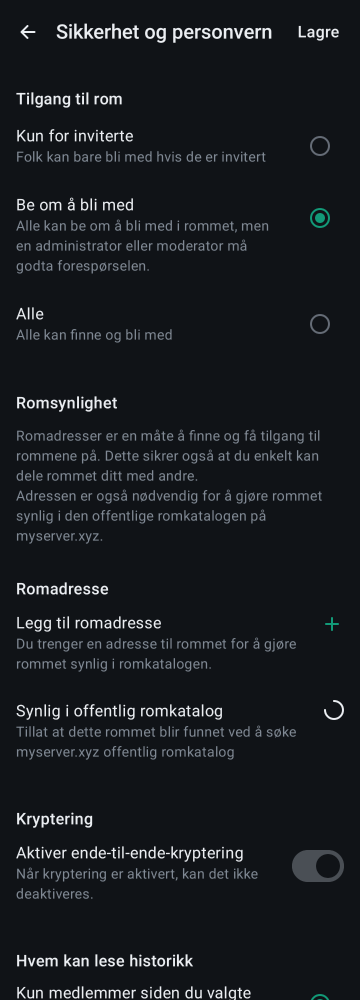 Sikkerhet og personvern
Lagre
Tilgang til rom
Kun for inviterte
Folk kan bare bli med hvis de er invitert
Be om å bli med
Alle kan be om å bli med i rommet, men
en administrator eller moderator må
godta forespørselen.
Alle
Alle kan finne og bli med
Romsynlighet
Romadresser er en måte å finne og få tilgang til
rommene på. Dette sikrer også at du enkelt kan
dele rommet ditt med andre.
Adressen er også nødvendig for å gjøre rommet
synlig i den offentlige romkatalogen på
myserver.xyz.
Romadresse
Legg til romadresse
Du trenger en adresse til rommet for å gjøre
rommet synlig i romkatalogen.
Synlig i offentlig romkatalog
Tillat at dette rommet blir funnet ved å søke
myserver.xyz offentlig romkatalog
Kryptering
Aktiver ende-til-ende-kryptering
Når kryptering er aktivert, kan det ikke
deaktiveres.
Hvem kan lese historikk
Kun medlemmer siden du valgte